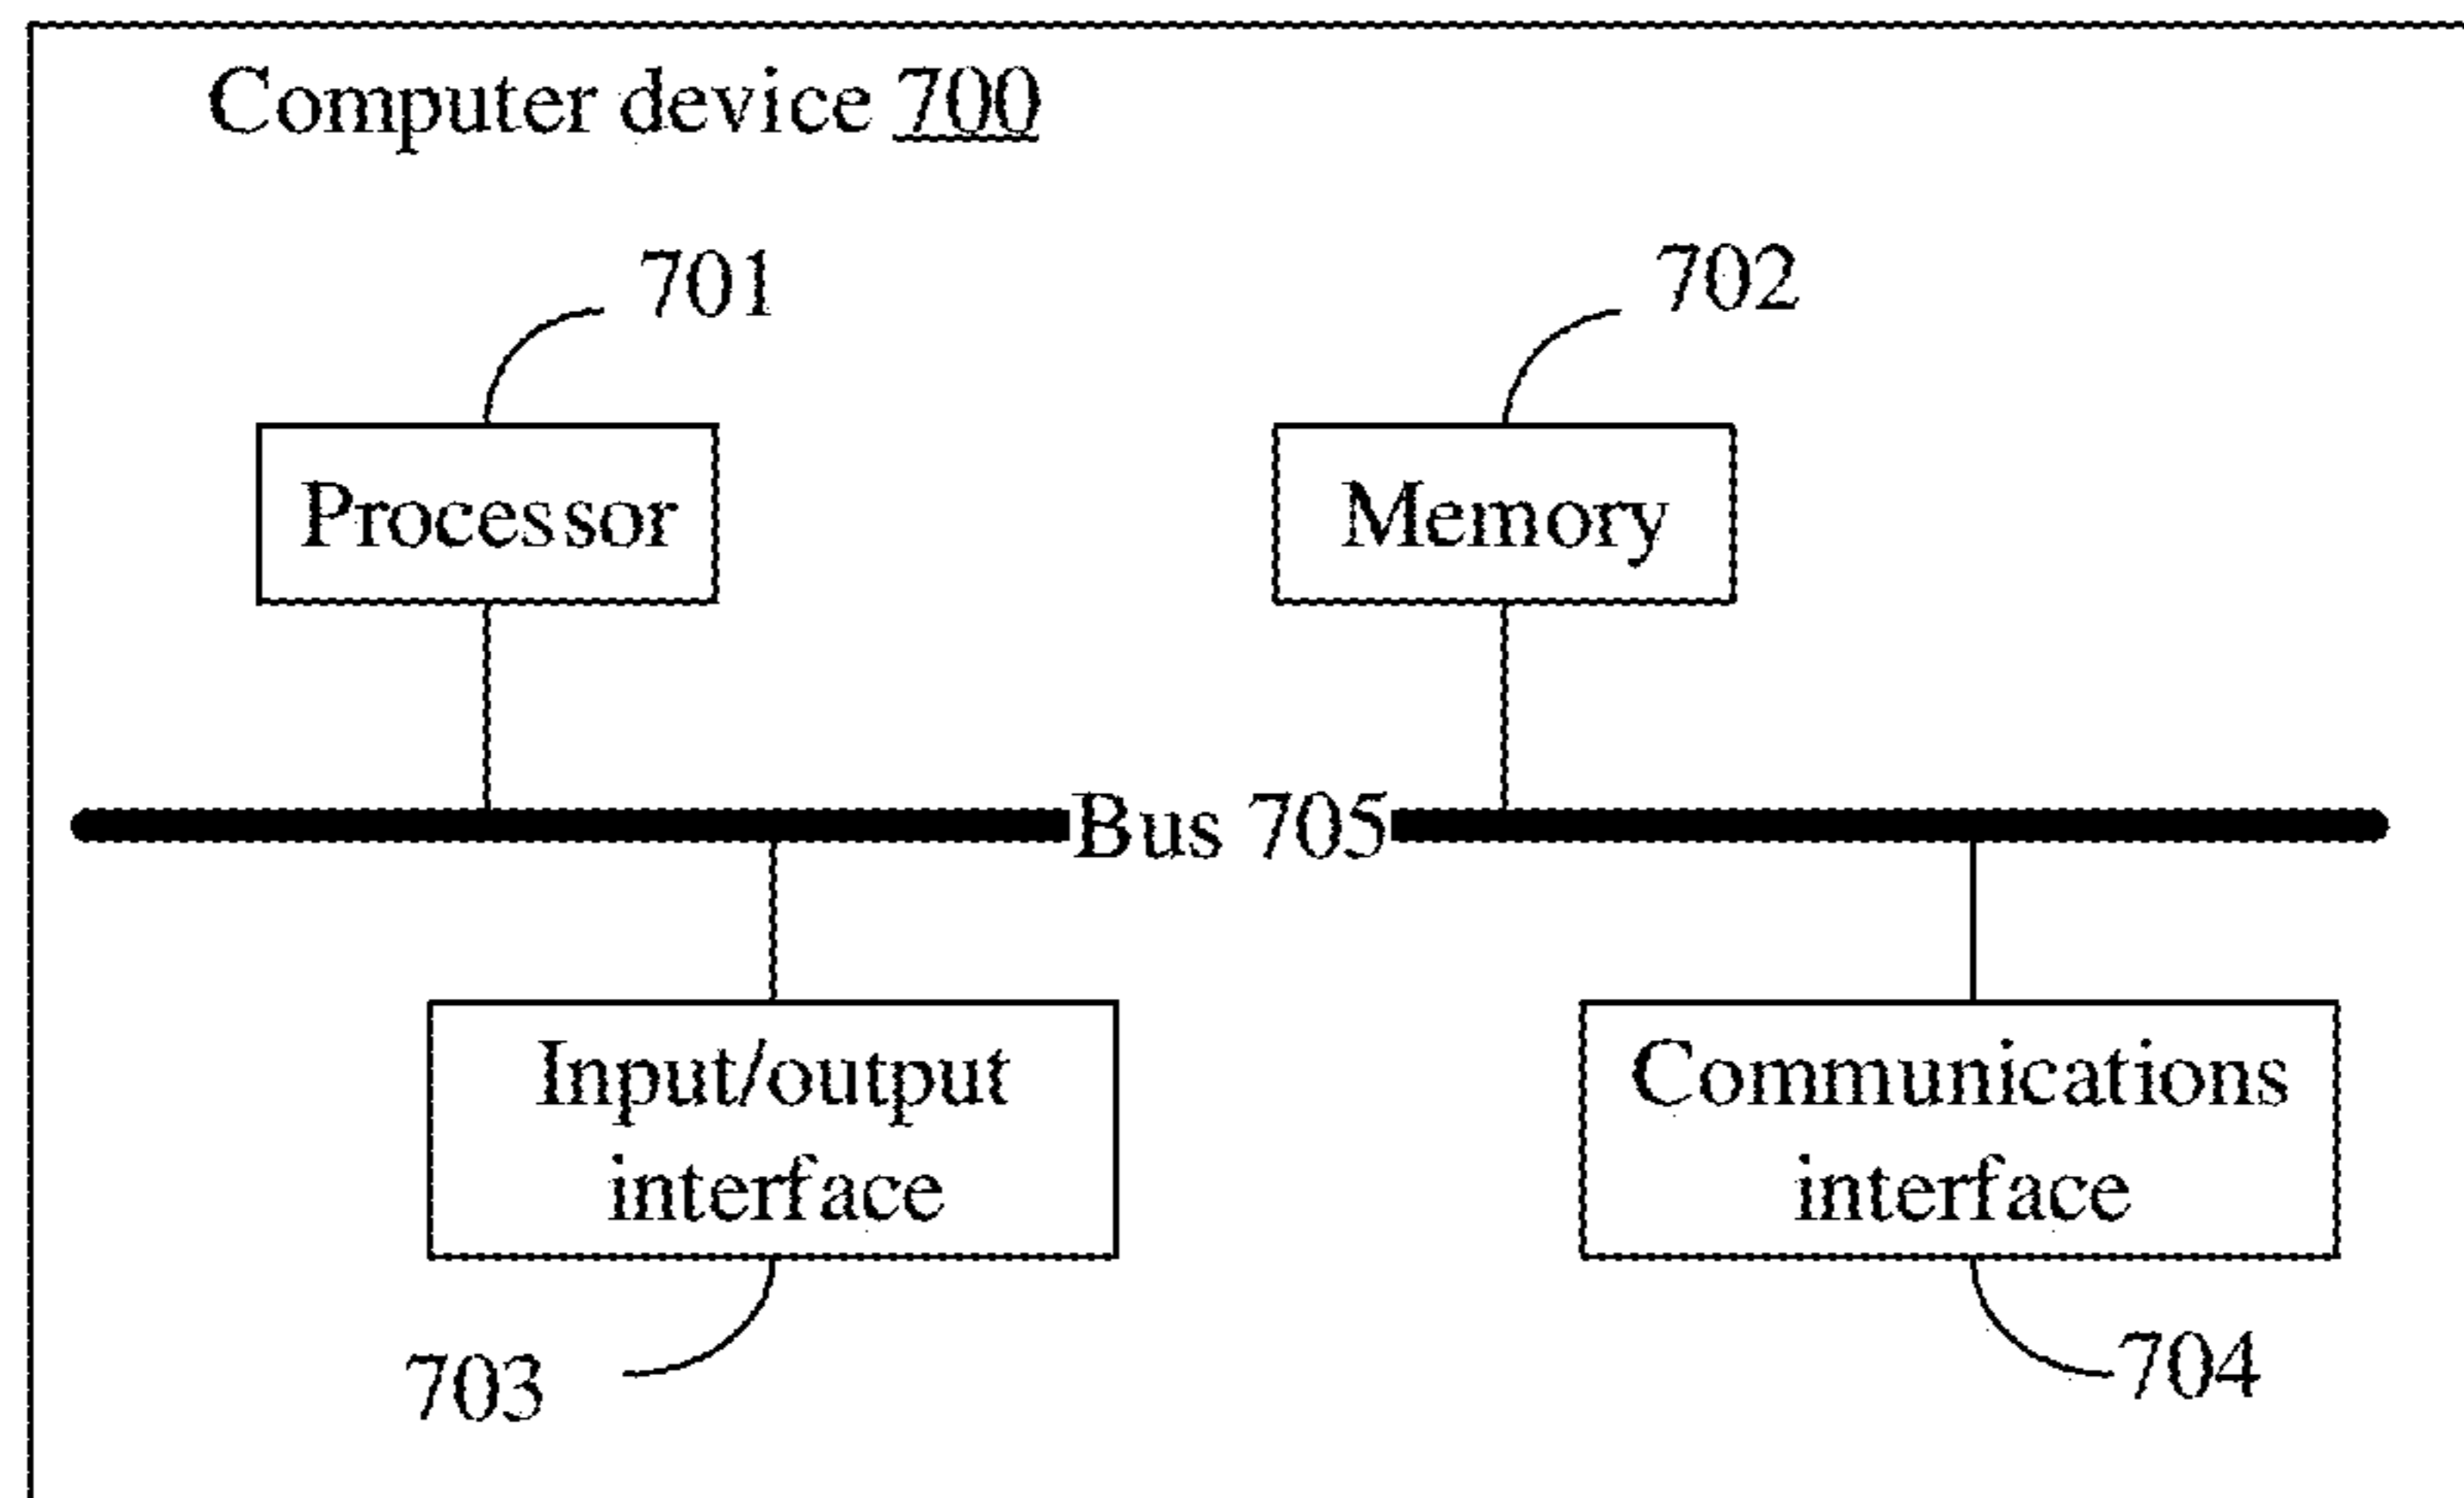 Computer device 700
701
702
Processor
Memory
Bus 705
Input/output
interface
Communications
interface
703
704